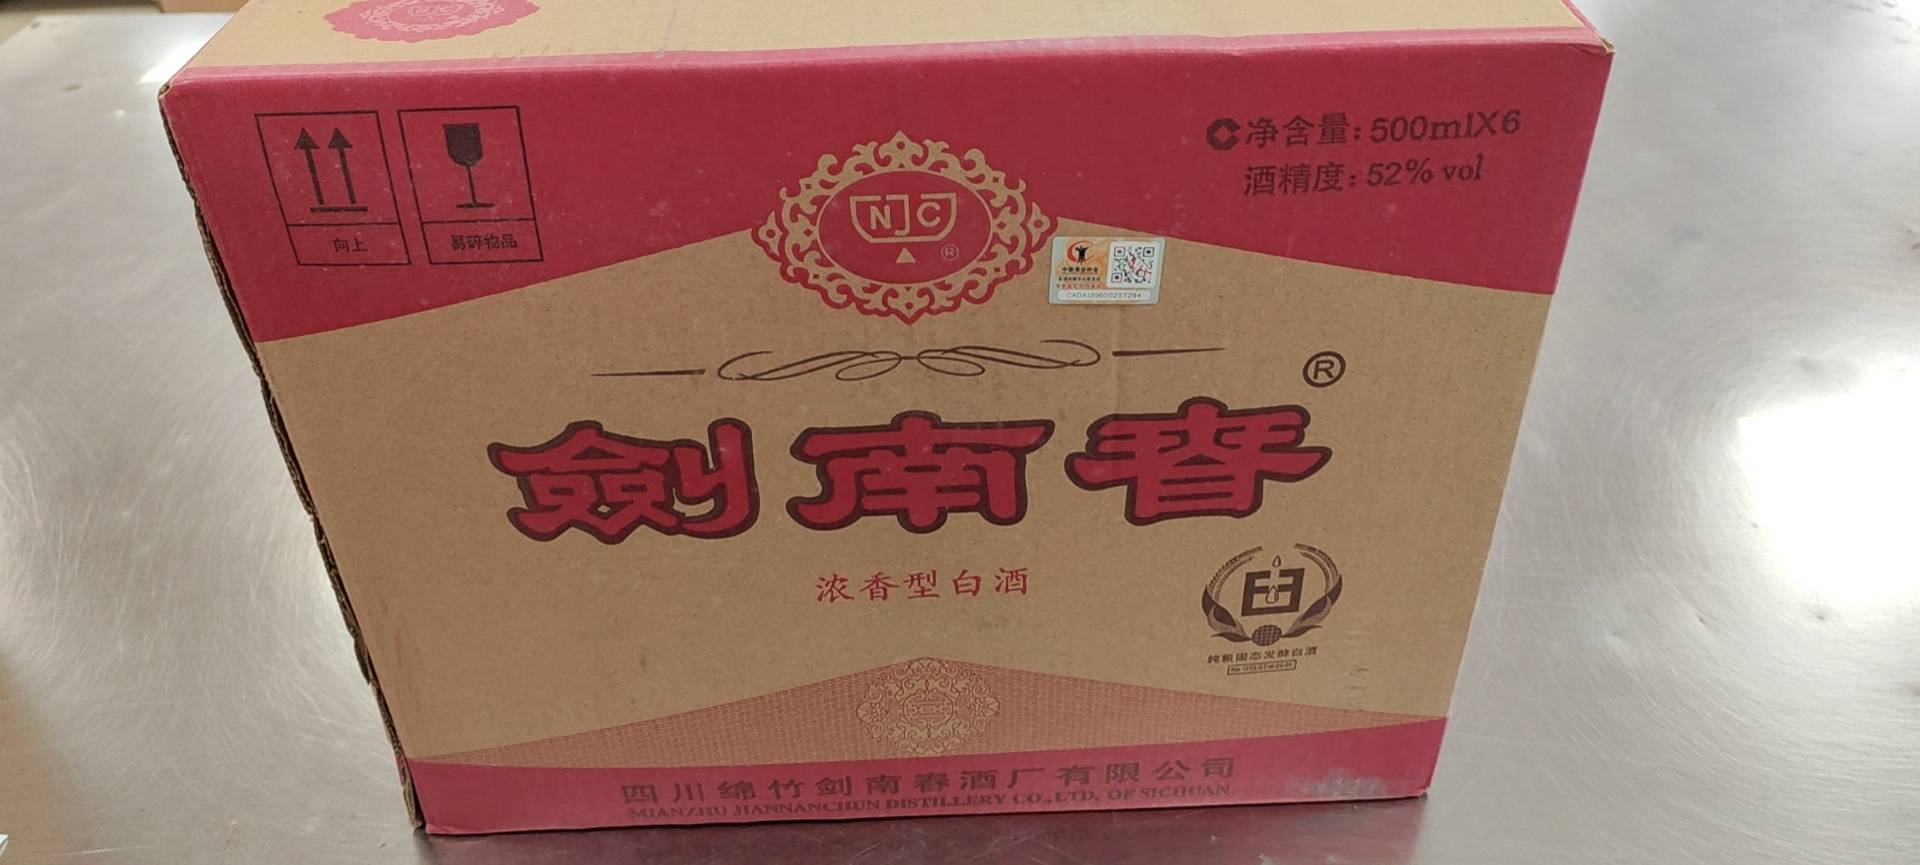 净含量: 500mlX6
酒精度: 52% vol
向上
易碎物品
NJC
®
CADA139600297294
®
劍南春
浓香型白酒
纯粮固态发酵白酒
四川绵竹剑南春酒厂有限公司
MIANZHU JIANNANCHUN DISTILLERY CO.,LTD. OF SICHUAN